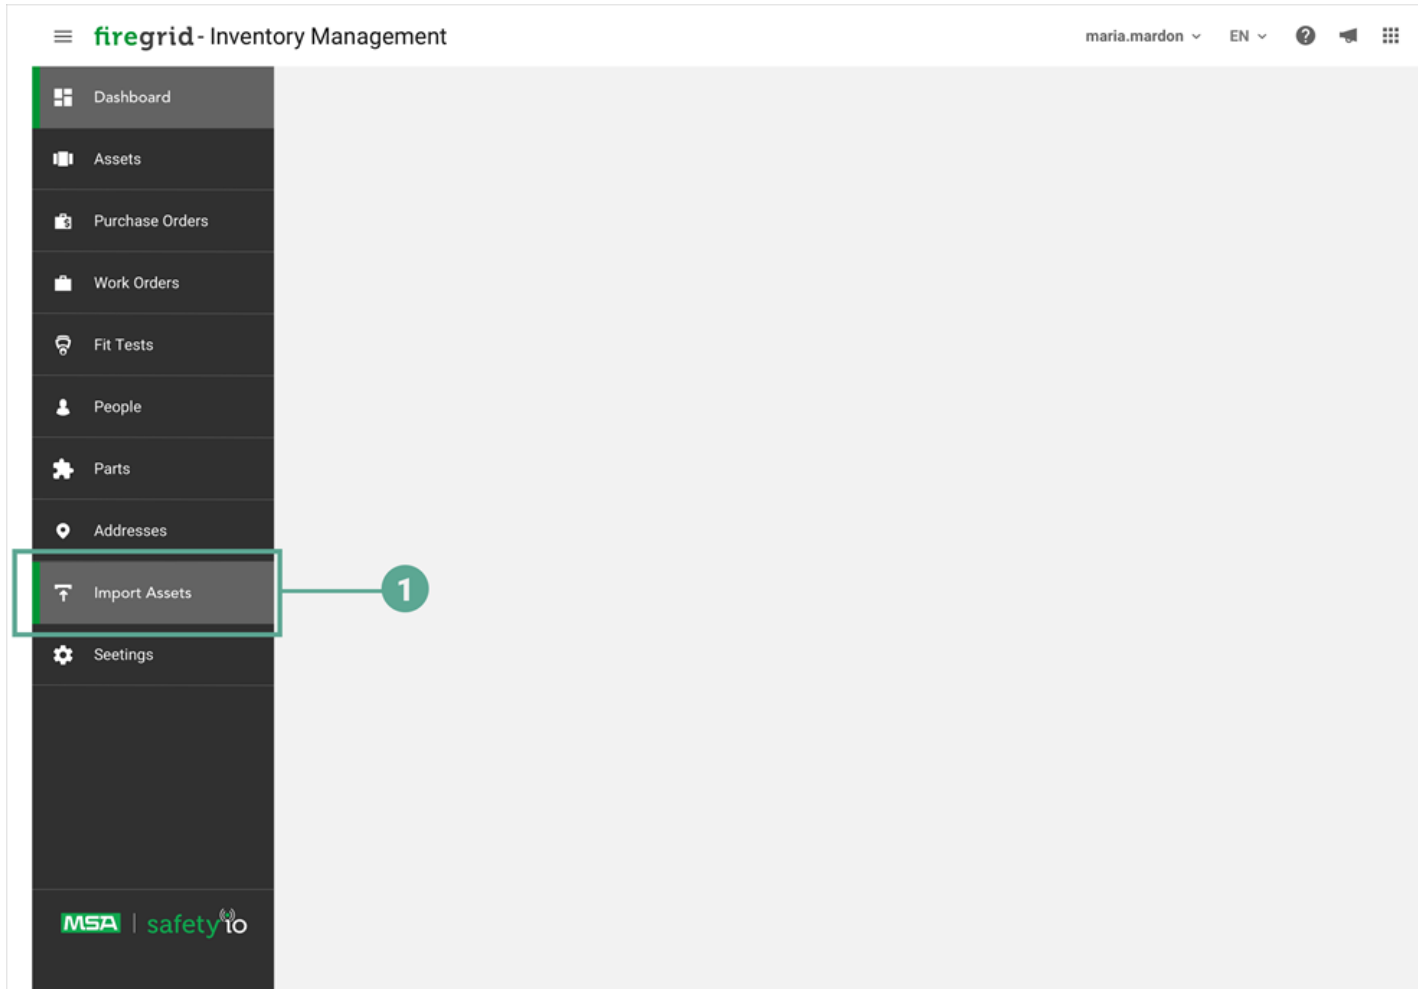 firegrid - Inventory Management
maria.mardon EN
Dashboard
Assets
Purchase Orders
Work Orders
Fit Tests
People
Parts
Addresses
Import Assets
1
Seetings
MSA | safety io